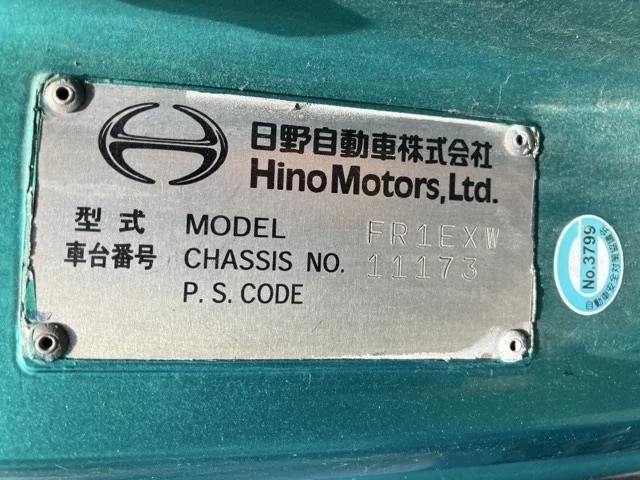 日野自動車株式会社
Hino Motors, Ltd.
型式 MODEL FR1EXW
車台番号 CHASSIS NO. 11173
P. S. CODE
No.3799